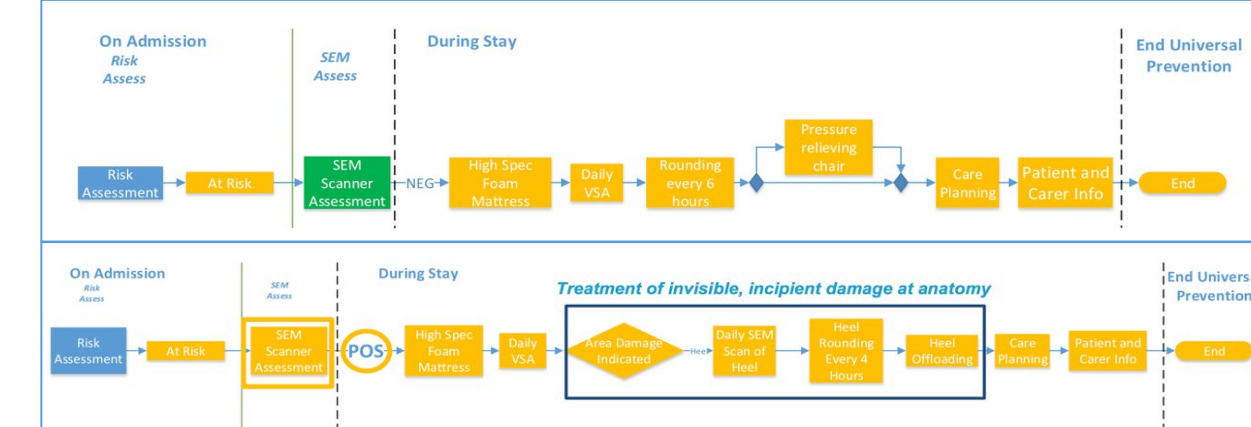 On Admission
Risk
Assess
SEM
Assess
During Stay
End Universal
Prevention
Risk
Assessment
At Risk
SEM
Scanner
Assessment
NEG
High Spec
Foam
Mattress
Daily
VSA
Rounding
every 6
hours
Pressure
relieving
chair
Care
Planning
Patient and
Carer Info
End
On Admission
Risk
Assess
SEM
Assess
During Stay
End Univers
Prevention
Treatment of invisible, incipient damage at anatomy
Risk
Assessment
At Risk
SEM
Scanner
Assessment
POS
High Spec
Foam
Mattress
Daily
VSA
Area Damage
Indicated
Heel
Daily SEM
Scan of
Heel
Heel
Rounding
Every 4
Hours
Heel
Offloading
Care
Planning
Patient and
Carer Info
End